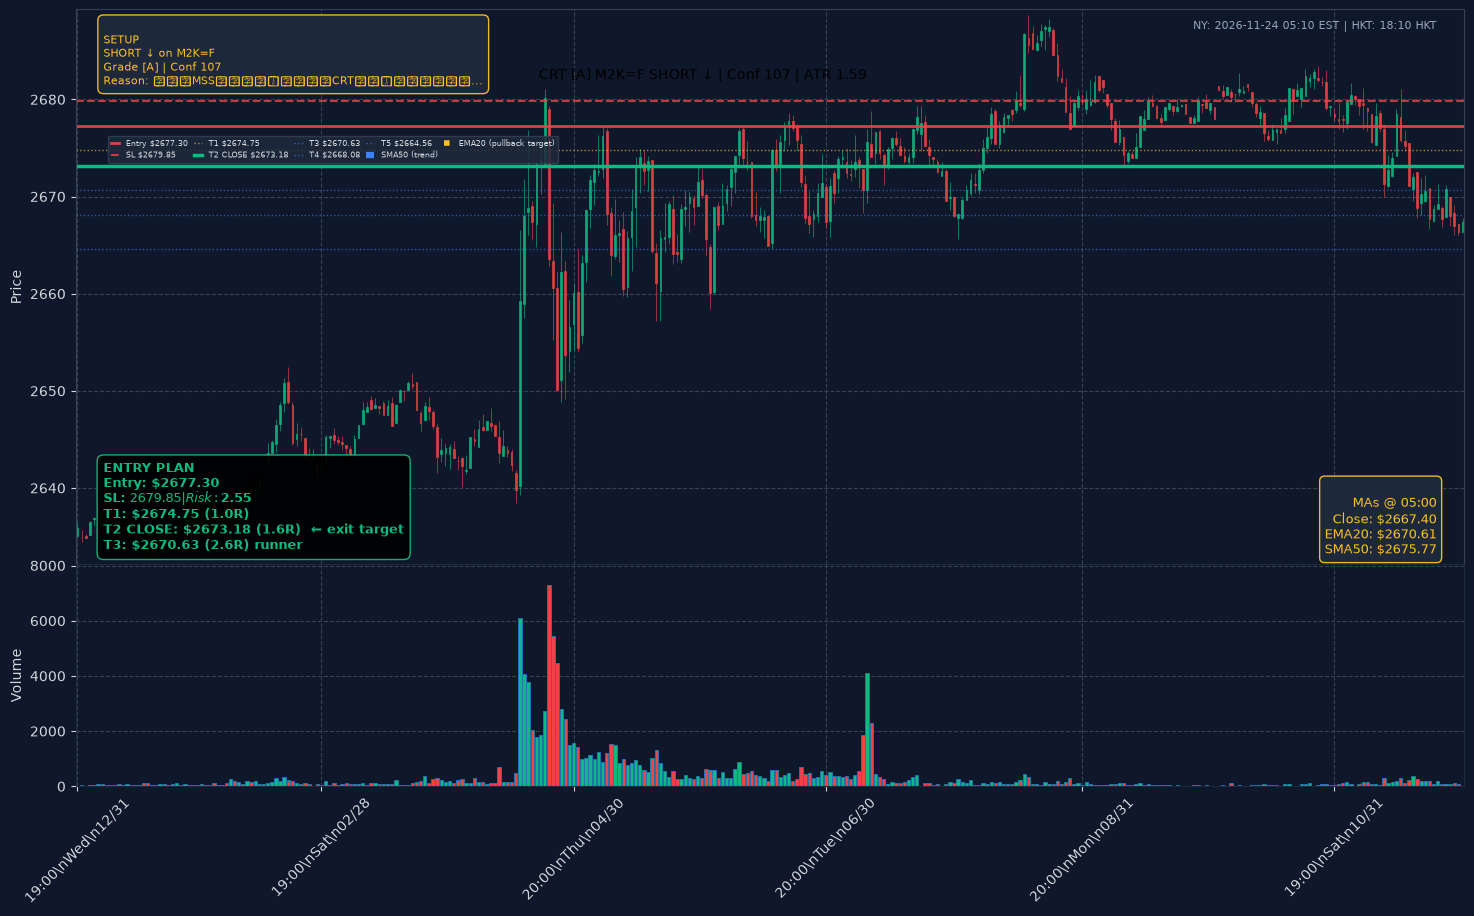 NY: 2026-11-24 05:10 EST | HKT: 18:10 HKT
SETUP
SHORT ↓ on M2K=F
Grade [A] | Conf 107
Reason: MSS CRT ...
CRT [A] M2K=F SHORT ↓ | Conf 107 | ATR 1.59
Entry $2677.30
SL $2679.85
T1 $2674.75
T2 CLOSE $2673.18
T3 $2670.63
T4 $2668.08
T5 $2664.56
SMA50 (trend)
EMA20 (pullback target)
Price
2680
2670
2660
2650
2640
ENTRY PLAN
Entry: $2677.30
SL: 2679.85|Risk:2.55
T1: $2674.75 (1.0R)
T2 CLOSE: $2673.18 (1.6R) ← exit target
T3: $2670.63 (2.6R) runner
MAs @ 05:00
Close: $2667.40
EMA20: $2670.61
SMA50: $2675.77
Volume
8000
6000
4000
2000
0
19:00\nWed\n12/31
19:00\nSat\n02/28
20:00\nThu\n04/30
20:00\nTue\n06/30
20:00\nMon\n08/31
19:00\nSat\n10/31